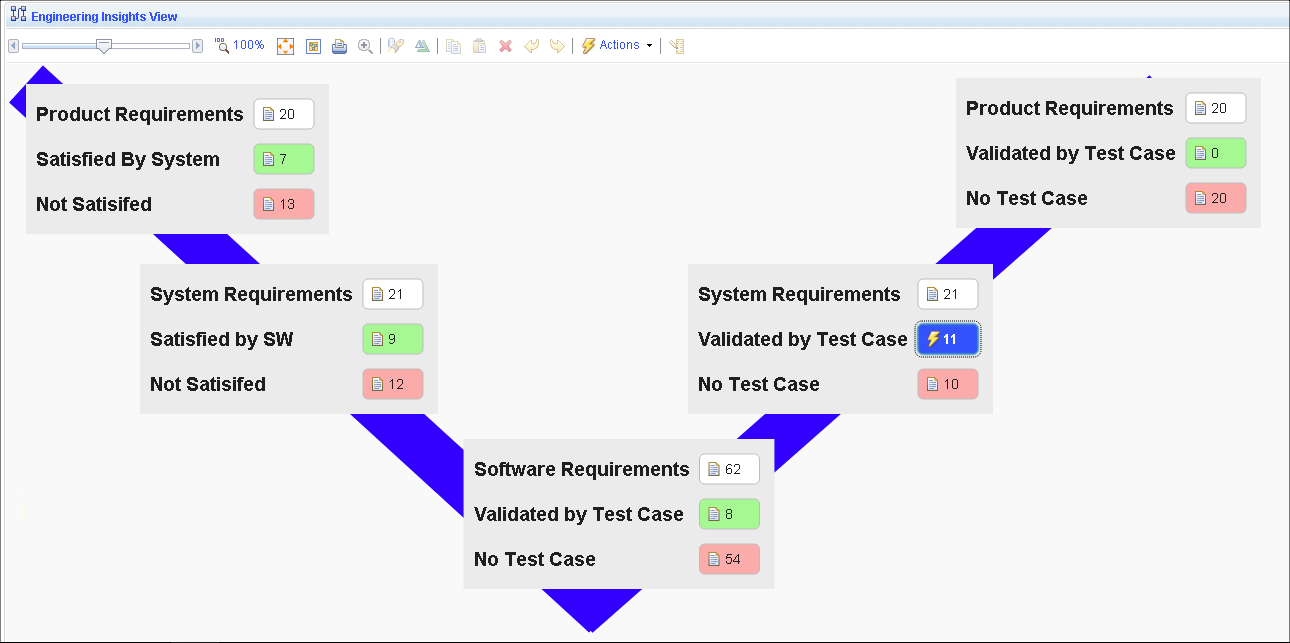 Engineering Insights View
100 100% Actions
Product Requirements 20
Satisfied By System 7
Not Satisifed 13
Product Requirements 20
Validated by Test Case 0
No Test Case 20
System Requirements 21
Satisfied by SW 9
Not Satisifed 12
System Requirements 21
Validated by Test Case 11
No Test Case 10
Software Requirements 62
Validated by Test Case 8
No Test Case 54